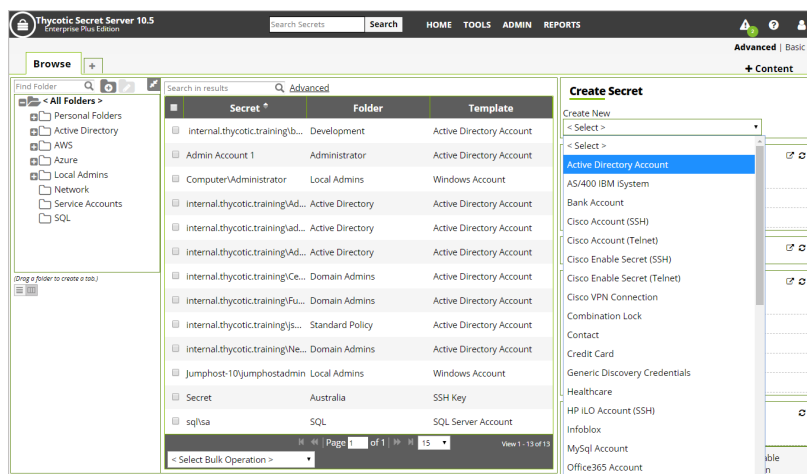 Thycotic Secret Server 10.5
Enterprise Plus Edition
Search Secrets
Search
HOME TOOLS ADMIN REPORTS
2
Advanced | Basic
Browse
+
+ Content
Find Folder
< All Folders >
Personal Folders
Active Directory
AWS
Azure
Local Admins
Network
Service Accounts
SQL
(Drag a folder to create a tab.)
Search in results
Advanced
Secret Folder Template
internal.thycotic.training\b... Development Active Directory Account
Admin Account 1 Administrator Active Directory Account
Computer\Administrator Local Admins Windows Account
internal.thycotic.training\Ad... Active Directory Active Directory Account
internal.thycotic.training\ad... Active Directory Active Directory Account
internal.thycotic.training\Ad... Active Directory Active Directory Account
internal.thycotic.training\Ce... Domain Admins Active Directory Account
internal.thycotic.training\Fu... Domain Admins Active Directory Account
internal.thycotic.training\js... Standard Policy Active Directory Account
internal.thycotic.training\Ne... Domain Admins Active Directory Account
Jumphost-10\jumphostadmin Local Admins Windows Account
Secret Australia SSH Key
sql\sa SQL SQL Server Account
Page 1 of 1 15 View 1 - 13 of 13
< Select Bulk Operation >
Create Secret
Create New
< Select >
< Select >
Active Directory Account
AS/400 IBM iSystem
Bank Account
Cisco Account (SSH)
Cisco Account (Telnet)
Cisco Enable Secret (SSH)
Cisco Enable Secret (Telnet)
Cisco VPN Connection
Combination Lock
Contact
Credit Card
Generic Discovery Credentials
Healthcare
HP iLO Account (SSH)
Infoblox
MySql Account
Office365 Account